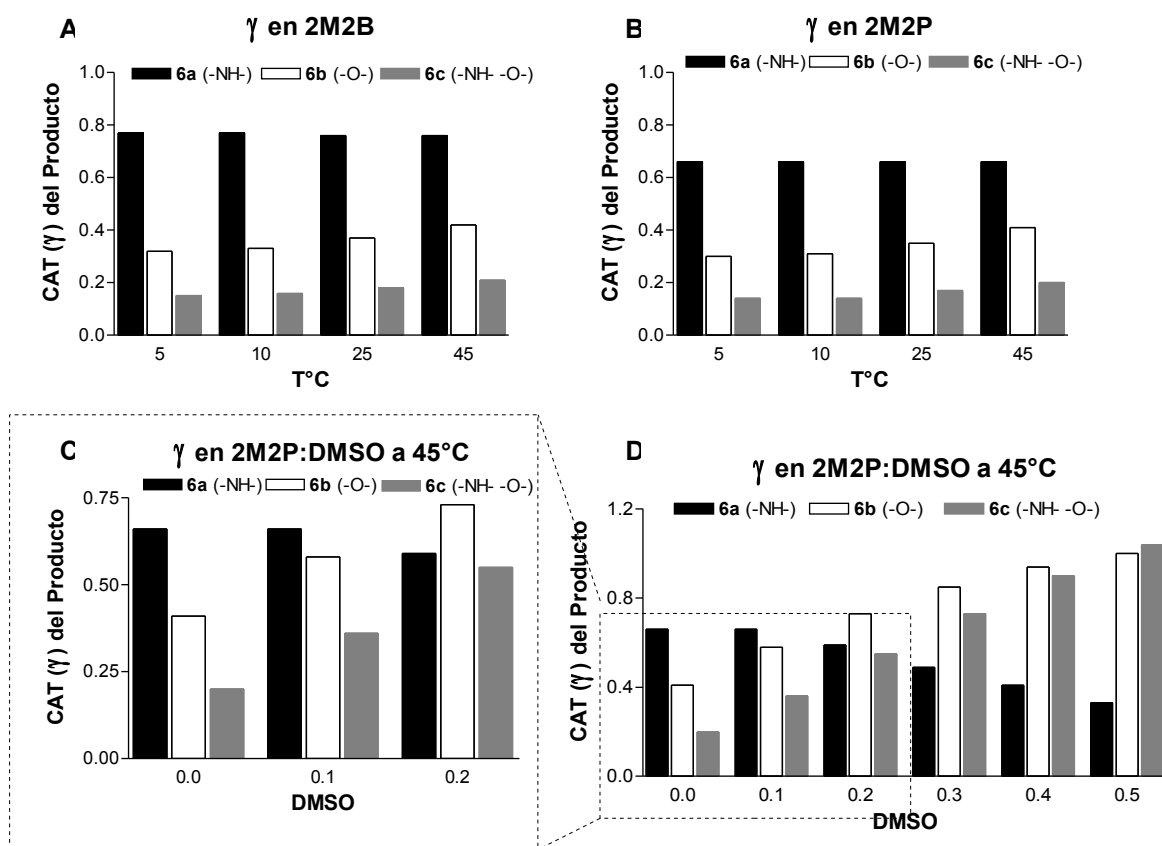 A
γ en 2M2B
6a (-NH-) 6b (-O-) 6c (-NH- -O-)
CAT (γ) del Producto
1.0
0.8
0.6
0.4
0.2
0.0
5 10 25 45
T°C
B
γ en 2M2P
6a (-NH-) 6b (-O-) 6c (-NH- -O-)
CAT (γ) del Producto
1.0
0.8
0.6
0.4
0.2
0.0
5 10 25 45
T°C
C
γ en 2M2P:DMSO a 45°C
6a (-NH-) 6b (-O-) 6c (-NH- -O-)
CAT (γ) del Producto
0.75
0.50
0.25
0.00
0.0 0.1 0.2
DMSO
D
γ en 2M2P:DMSO a 45°C
6a (-NH-) 6b (-O-) 6c (-NH- -O-)
CAT (γ) del Producto
1.2
0.8
0.4
0.0
0.0 0.1 0.2 0.3 0.4 0.5
DMSO